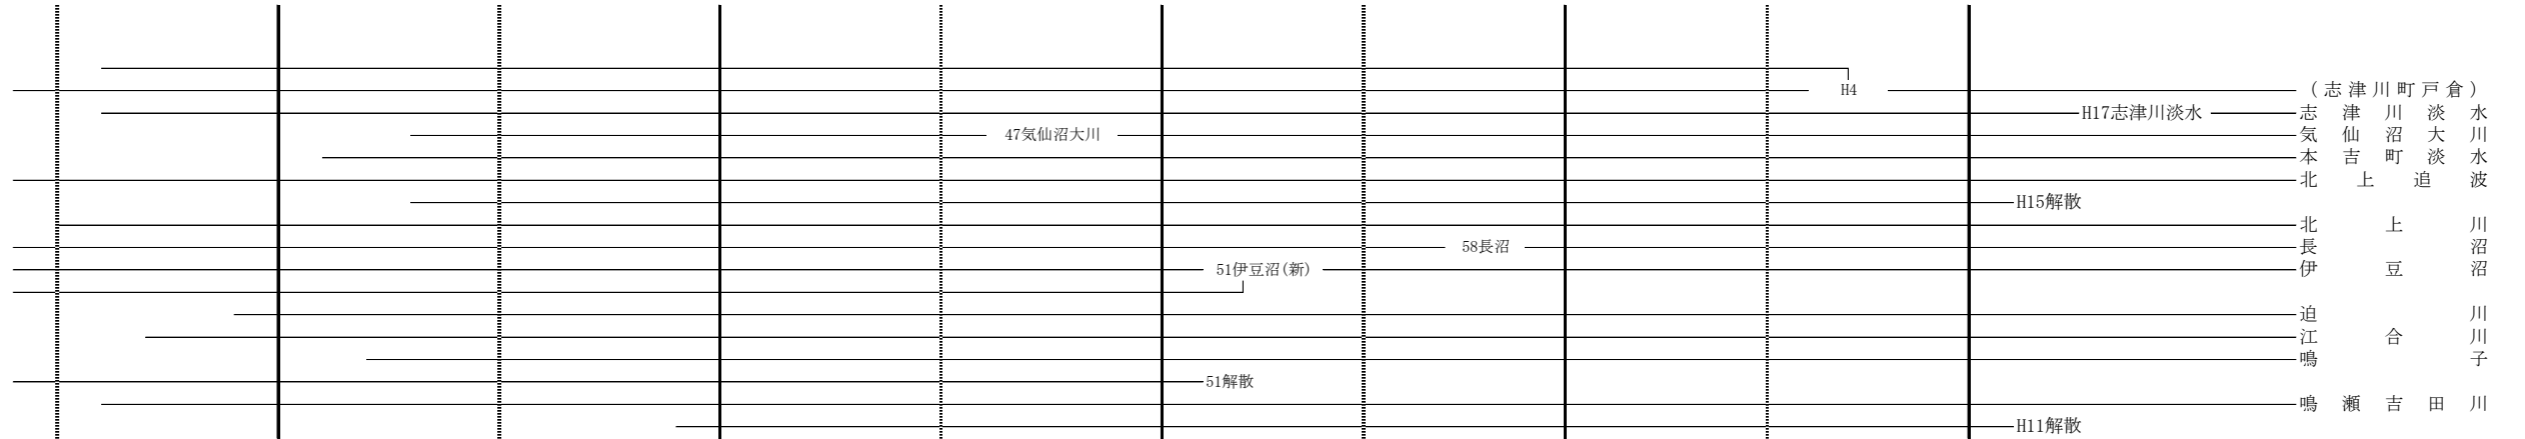 H4 (志津川町戸倉)
H17志津川淡水 志津川淡水
47気仙沼大川 気仙沼大川
本吉町淡水
北上追波
H15解散
北上川
58長沼 長沼
51伊豆沼(新) 伊豆沼
迫川
江合川
鳴子
51解散
鳴瀬吉田川
H11解散